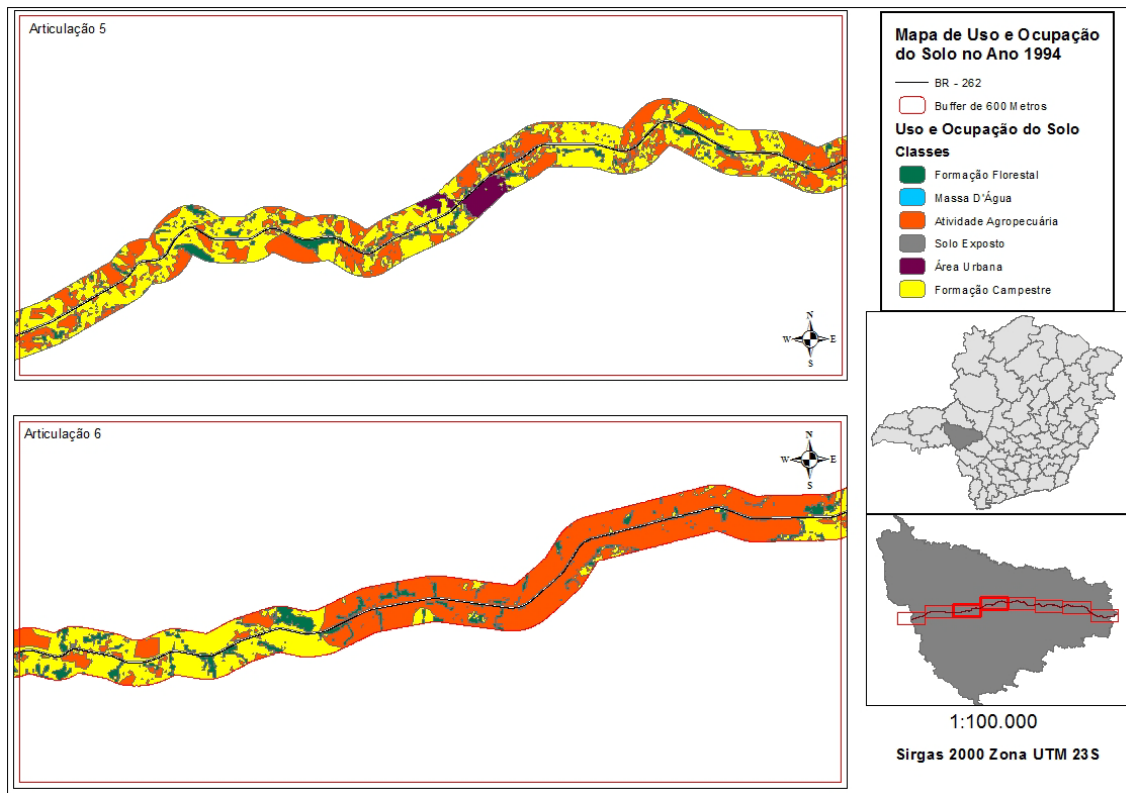 Articulação 5
N
W E
S
Articulação 6
N
W E
S
Mapa de Uso e Ocupação
do Solo no Ano 1994
BR - 262
Buffer de 600 Metros
Uso e Ocupação do Solo
Classes
Formação Florestal
Massa D'Água
Atividade Agropecuária
Solo Exposto
Área Urbana
Formação Campestre
1:100.000
Sirgas 2000 Zona UTM 23S